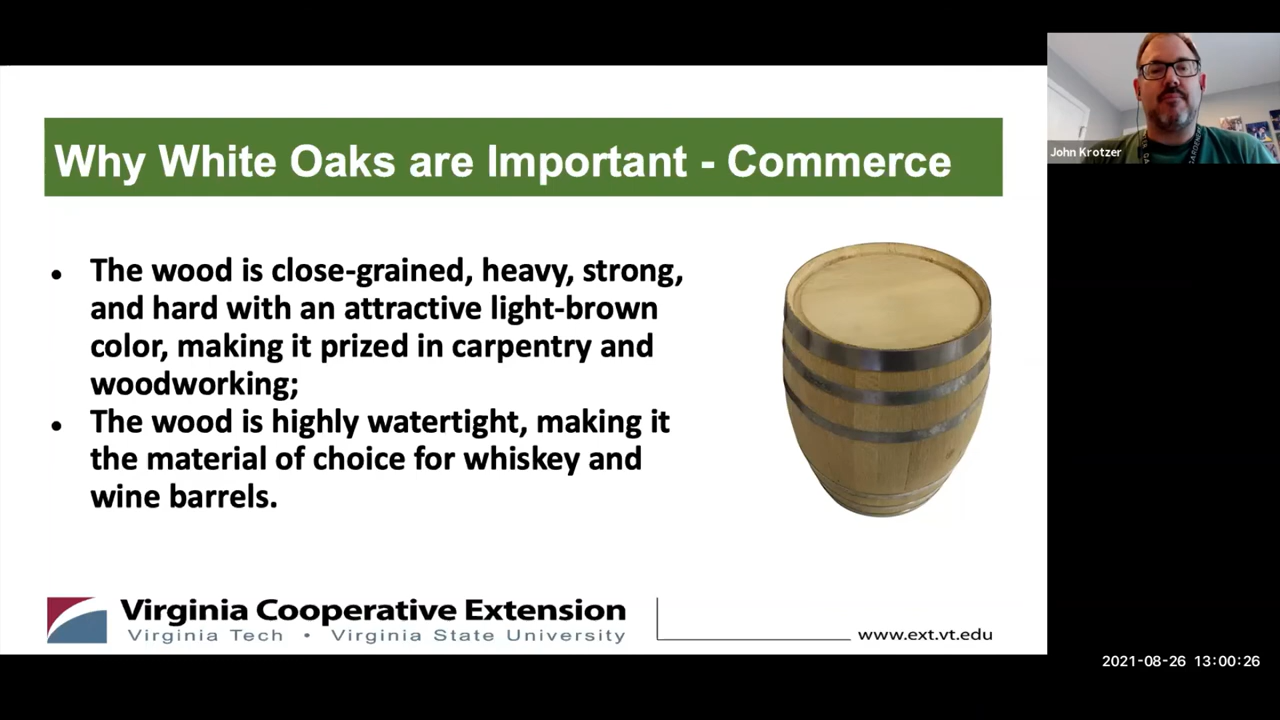 Why White Oaks are Important - Commerce
John Krotzer
• The wood is close-grained, heavy, strong,
and hard with an attractive light-brown
color, making it prized in carpentry and
woodworking;
• The wood is highly watertight, making it
the material of choice for whiskey and
wine barrels.
Virginia Cooperative Extension
Virginia Tech • Virginia State University
www.ext.vt.edu
2021-08-26 13:00:26